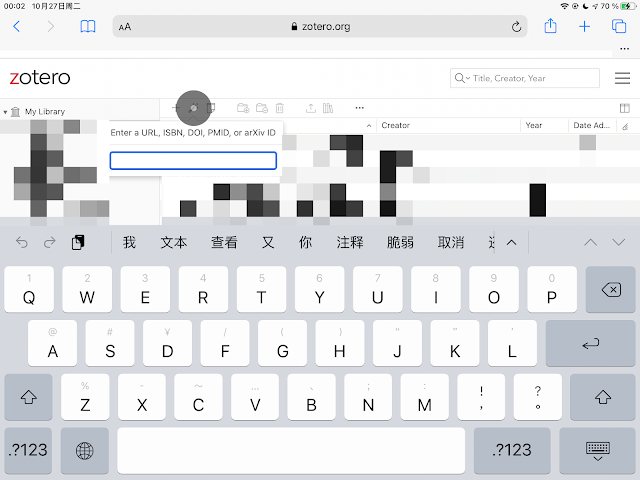 00:02 10月27日周二
70 %
AA
zotero.org
zotero
Title, Creator, Year
My Library
Enter a URL, ISBN, DOI, PMID, or arXiv ID
Creator
Year
Date Ad...
我 文本 查看 又 你 注释 脆弱 取消
1 2 3 4 5 6 7 8 9 0
Q W E R T Y U I O P
@ # ¥ / ( ) “ ” ’
A S D F G H J K L
% - ～ … 、 ； ： ！ ？
Z X C V B N M ， 。
.?123 .?123